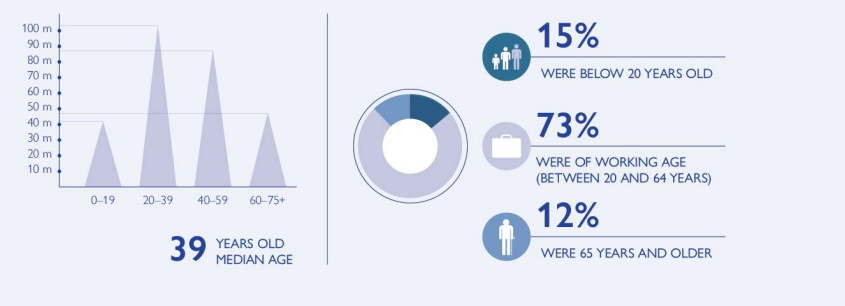 100 m
90 m
80 m
70 m
60 m
50 m
40 m
30 m
20 m
10 m
0–19 20–39 40–59 60–75+
39 YEARS OLD
MEDIAN AGE
15%
WERE BELOW 20 YEARS OLD
73%
WERE OF WORKING AGE
(BETWEEN 20 AND 64 YEARS)
12%
WERE 65 YEARS AND OLDER